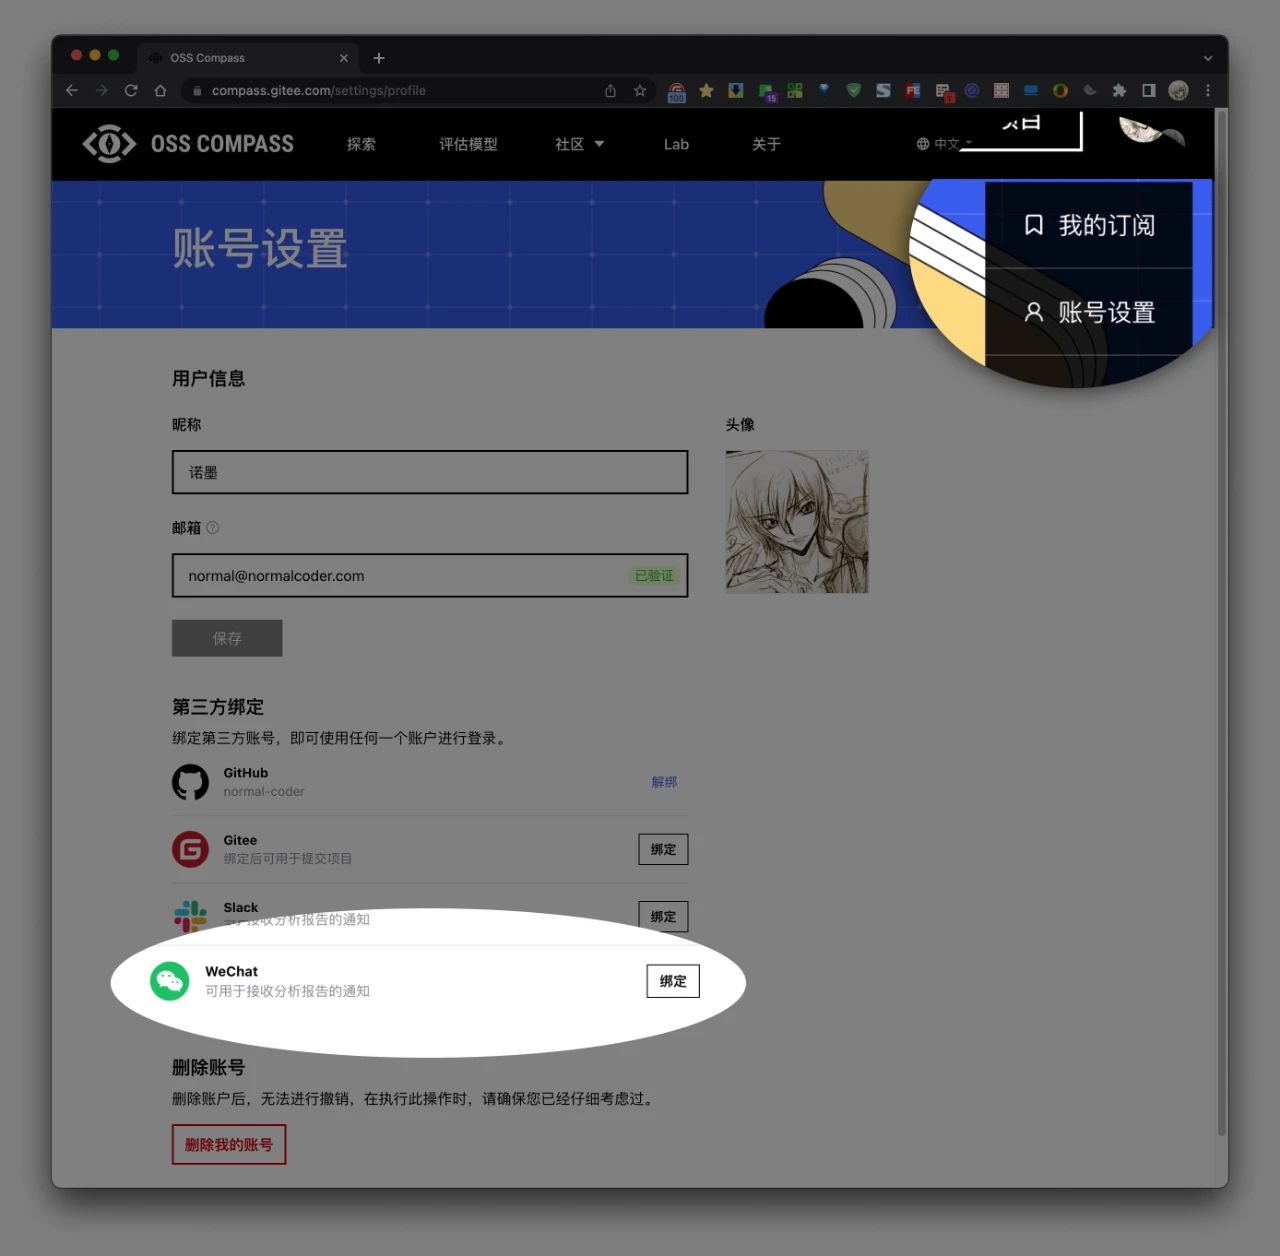 OSS Compass
compass.gitee.com/settings/profile
100
15
1
OSS COMPASS
探索
评估模型
社区
Lab
关于
中文
账号设置
我的订阅
账号设置
用户信息
昵称
头像
诺墨
邮箱
normal@normalcoder.com
已验证
保存
第三方绑定
绑定第三方账号，即可使用任何一个账户进行登录。
GitHub
normal-coder
解绑
Gitee
绑定后可用于提交项目
绑定
Slack
接收分析报告的通知
绑定
WeChat
可用于接收分析报告的通知
绑定
删除账号
删除账户后，无法进行撤销，在执行此操作时，请确保您已经仔细考虑过。
删除我的账号